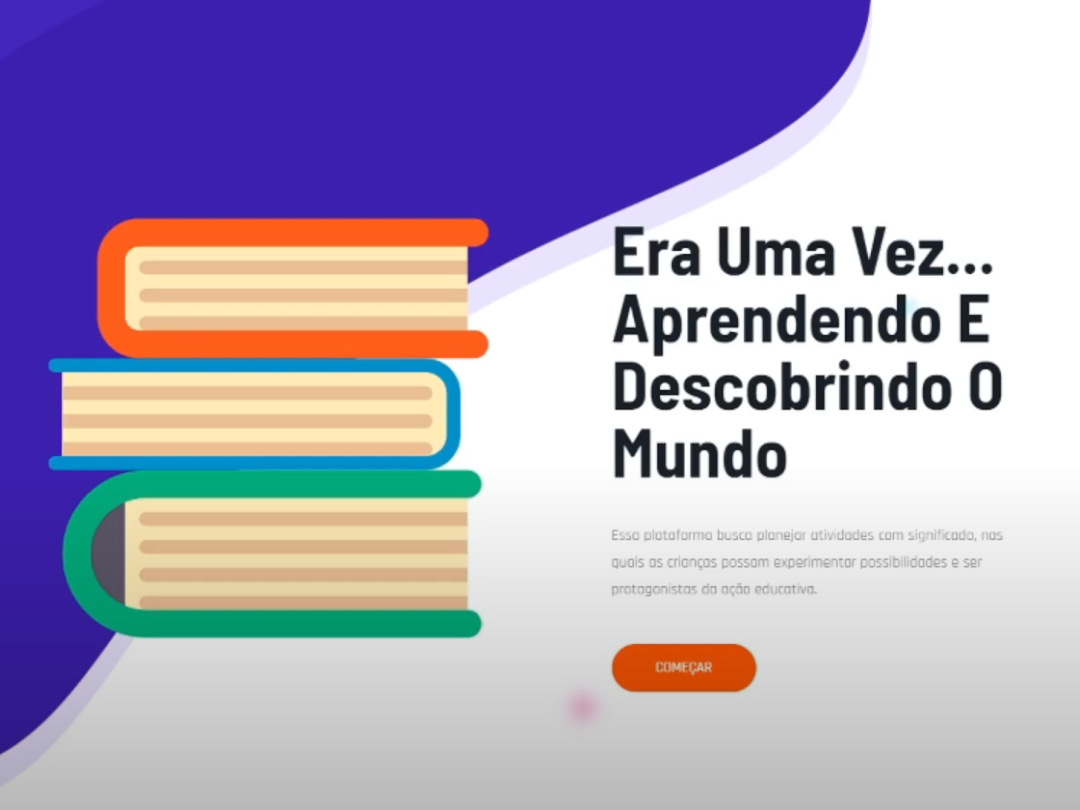 Era Uma Vez...
Aprendendo E
Descobrindo O
Mundo
Essa plataforma busca planejar atividades com significado, nas
quais as crianças possam experimentar possibilidades e ser
protagonistas da ação educativa.
COMEÇAR